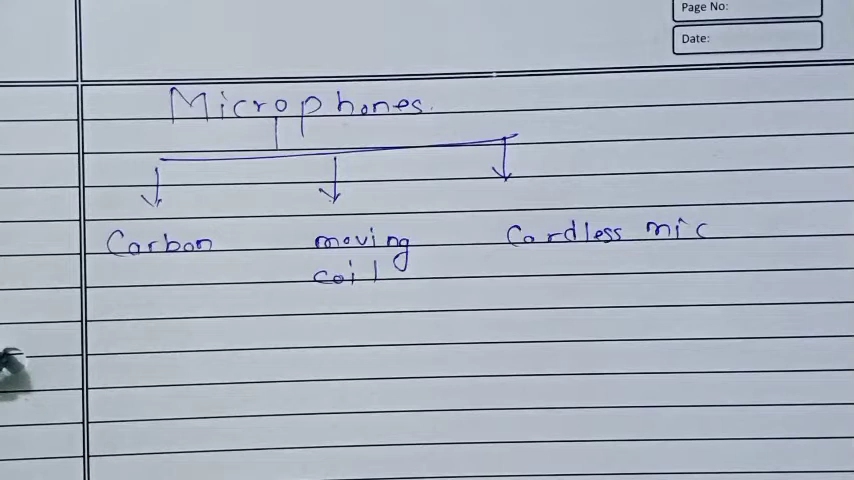 Page No:
Date:
Microphones.
Carbon moving Cordless mic
coil